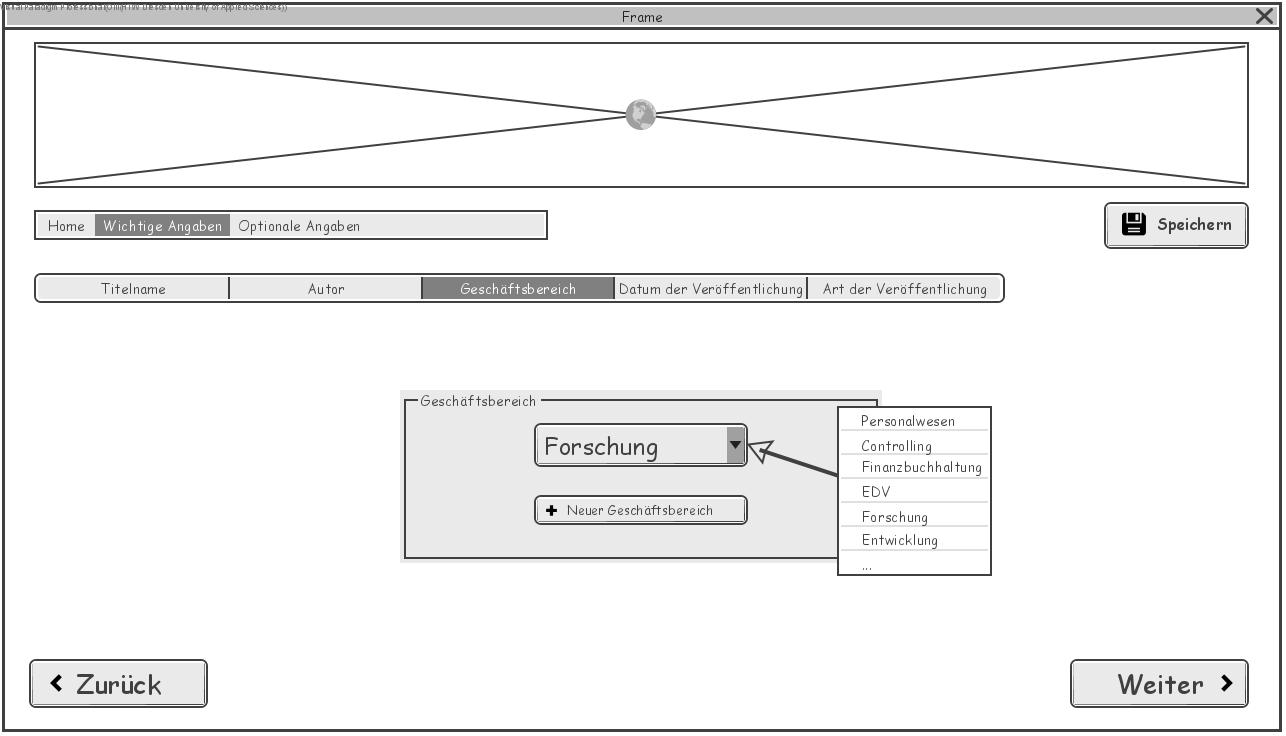 Visual Paradigm Professional(Olli(HTW Dresden University of Applied Sciences))
Frame
Home Wichtige Angaben Optionale Angaben
Speichern
Titelname Autor Geschäftsbereich Datum der Veröffentlichung Art der Veröffentlichung
Geschäftsbereich
Forschung
Neuer Geschäftsbereich
Personalwesen
Controlling
Finanzbuchhaltung
EDV
Forschung
Entwicklung
...
Zurück
Weiter